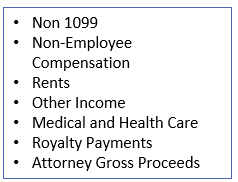 • Non 1099
• Non-Employee
Compensation
• Rents
• Other Income
• Medical and Health Care
• Royalty Payments
• Attorney Gross Proceeds